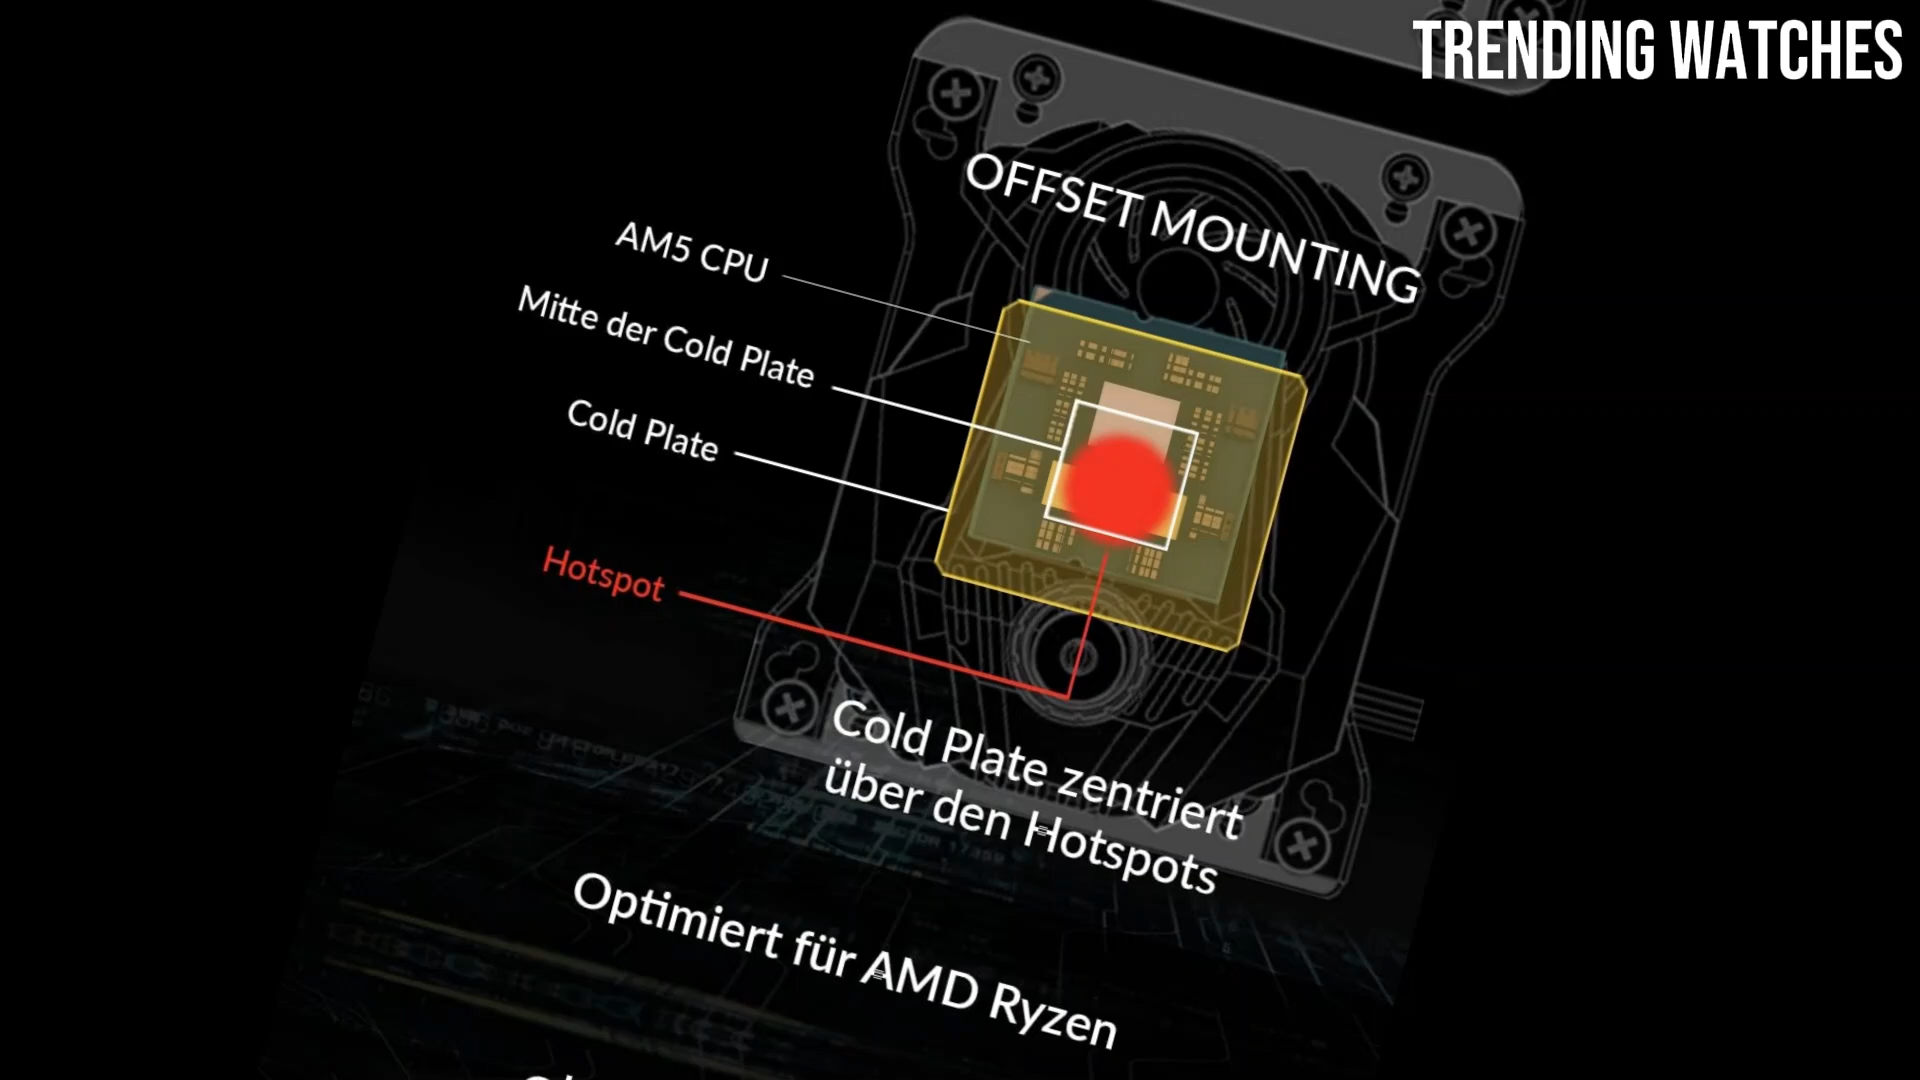 TRENDING WATCHES
OFFSET MOUNTING
AM5 CPU
Mitte der Cold Plate
Cold Plate
Hotspot
Cold Plate zentriert
über den Hotspots
Optimiert für AMD Ryzen